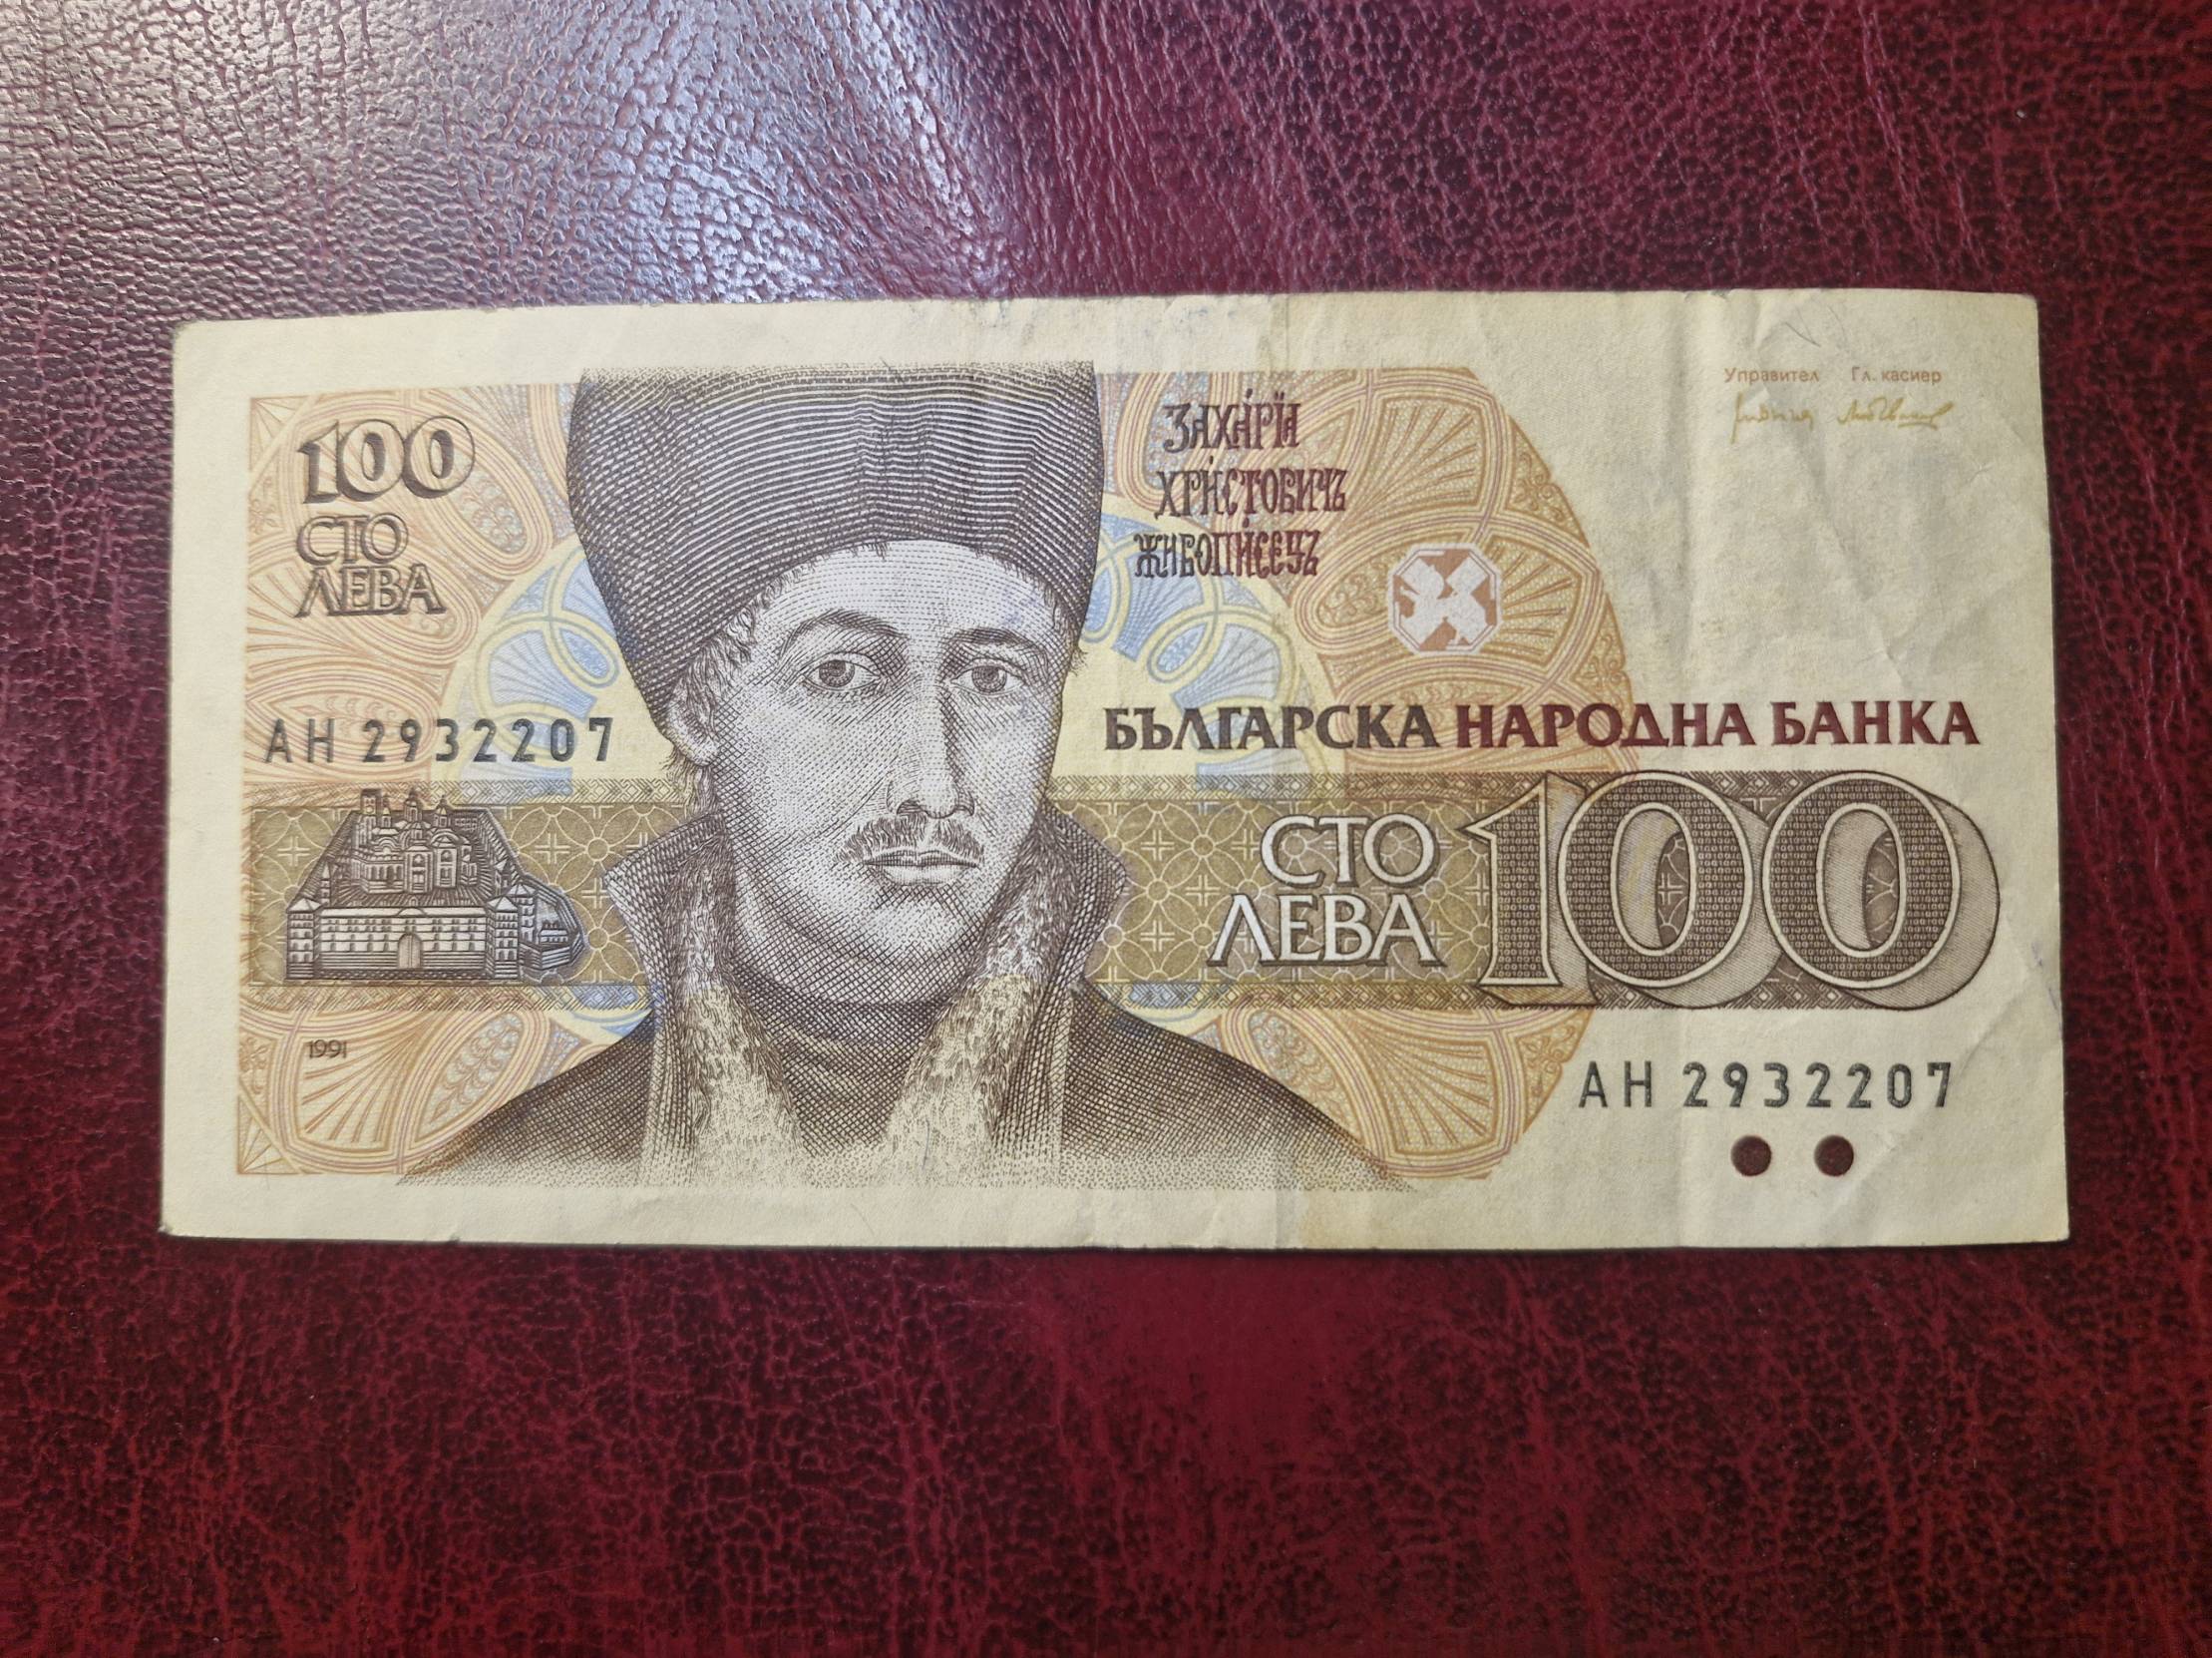 100
СТО
ЛЕВА
ЗАХАРЇА
ХРИСТОВИЧЪ
ЖИВОПИСЕЦЪ
Управител Гл. касиер
АН 2932207
БЪЛГАРСКА НАРОДНА БАНКА
СТО
ЛЕВА
100
1991
АН 2932207